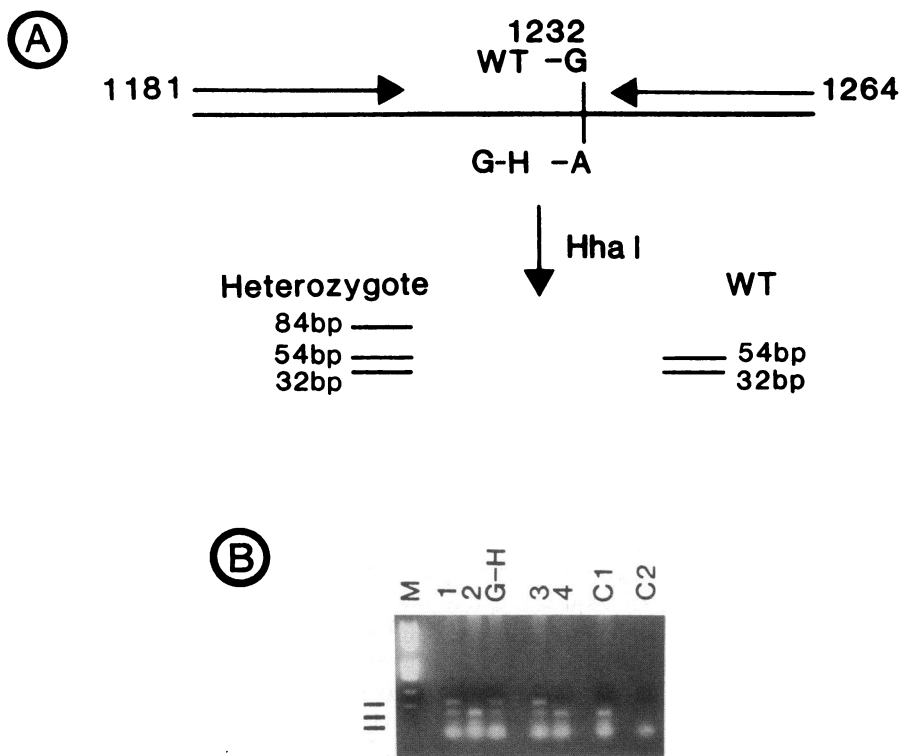 A
1232
WT -G
1181
1264
G-H -A
Hha I
Heterozygote
WT
84bp
54bp
32bp
54bp
32bp
B
M
1
2
G-H
3
4
C1
C2